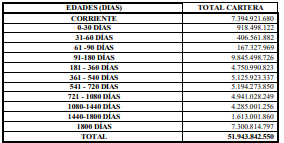 EDADES (DIAS) TOTAL CARTERA
CORRIENTE 7.394.921.680
0-30 DÍAS 918.498.122
31-60 DÍAS 406.561.882
61 -90 DÍAS 167.327.969
91-180 DÍAS 9.845.498.726
181 - 360 DÍAS 4.750.990.823
361 - 540 DÍAS 5.125.923.337
541 - 720 DÍAS 5.194.273.850
721 - 1080 DÍAS 4.941.028.249
1080-1440 DÍAS 4.285.001.256
1440-1800 DÍAS 1.613.001.860
1800 DÍAS 7.300.814.797
TOTAL 51.943.842.550